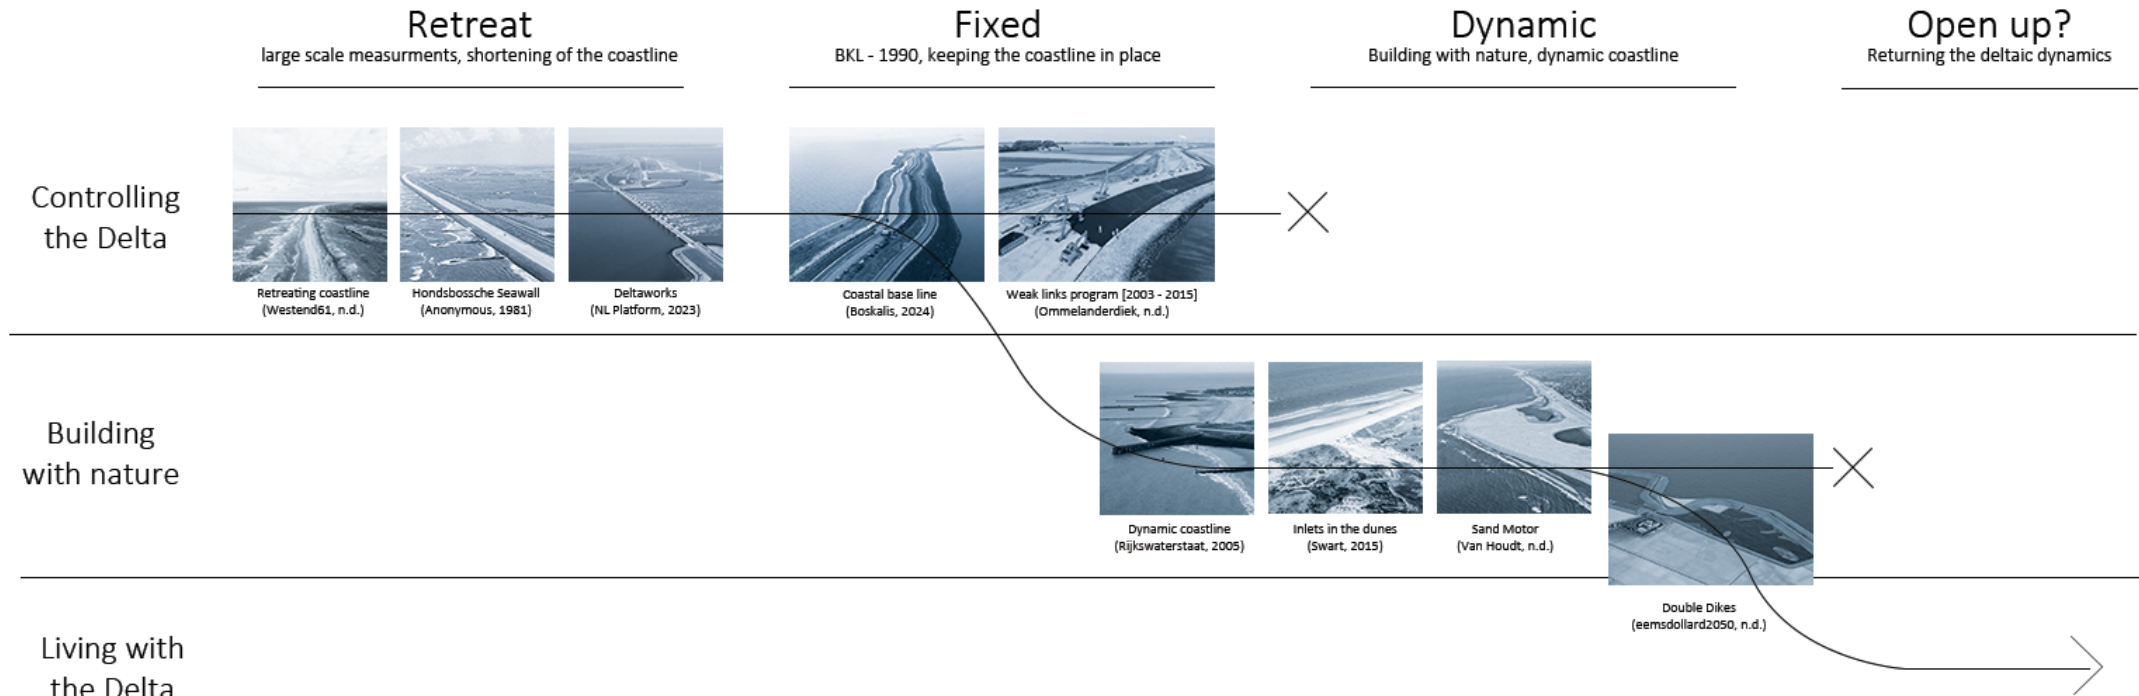 Retreat
large scale measurments, shortening of the coastline
Fixed
BKL - 1990, keeping the coastline in place
Dynamic
Building with nature, dynamic coastline
Open up?
Returning the deltaic dynamics
Controlling
the Delta
Retreating coastline
(Westend61, n.d.)
Hondsbossche Seawall
(Anonymous, 1981)
Deltaworks
(NL Platform, 2023)
Coastal base line
(Boskalis, 2024)
Weak links program [2003 - 2015]
(Ommelanderdiek, n.d.)
Building
with nature
Dynamic coastline
(Rijkswaterstaat, 2005)
Inlets in the dunes
(Swart, 2015)
Sand Motor
(Van Houdt, n.d.)
Double Dikes
(eemsdollard2050, n.d.)
Living with
the Delta